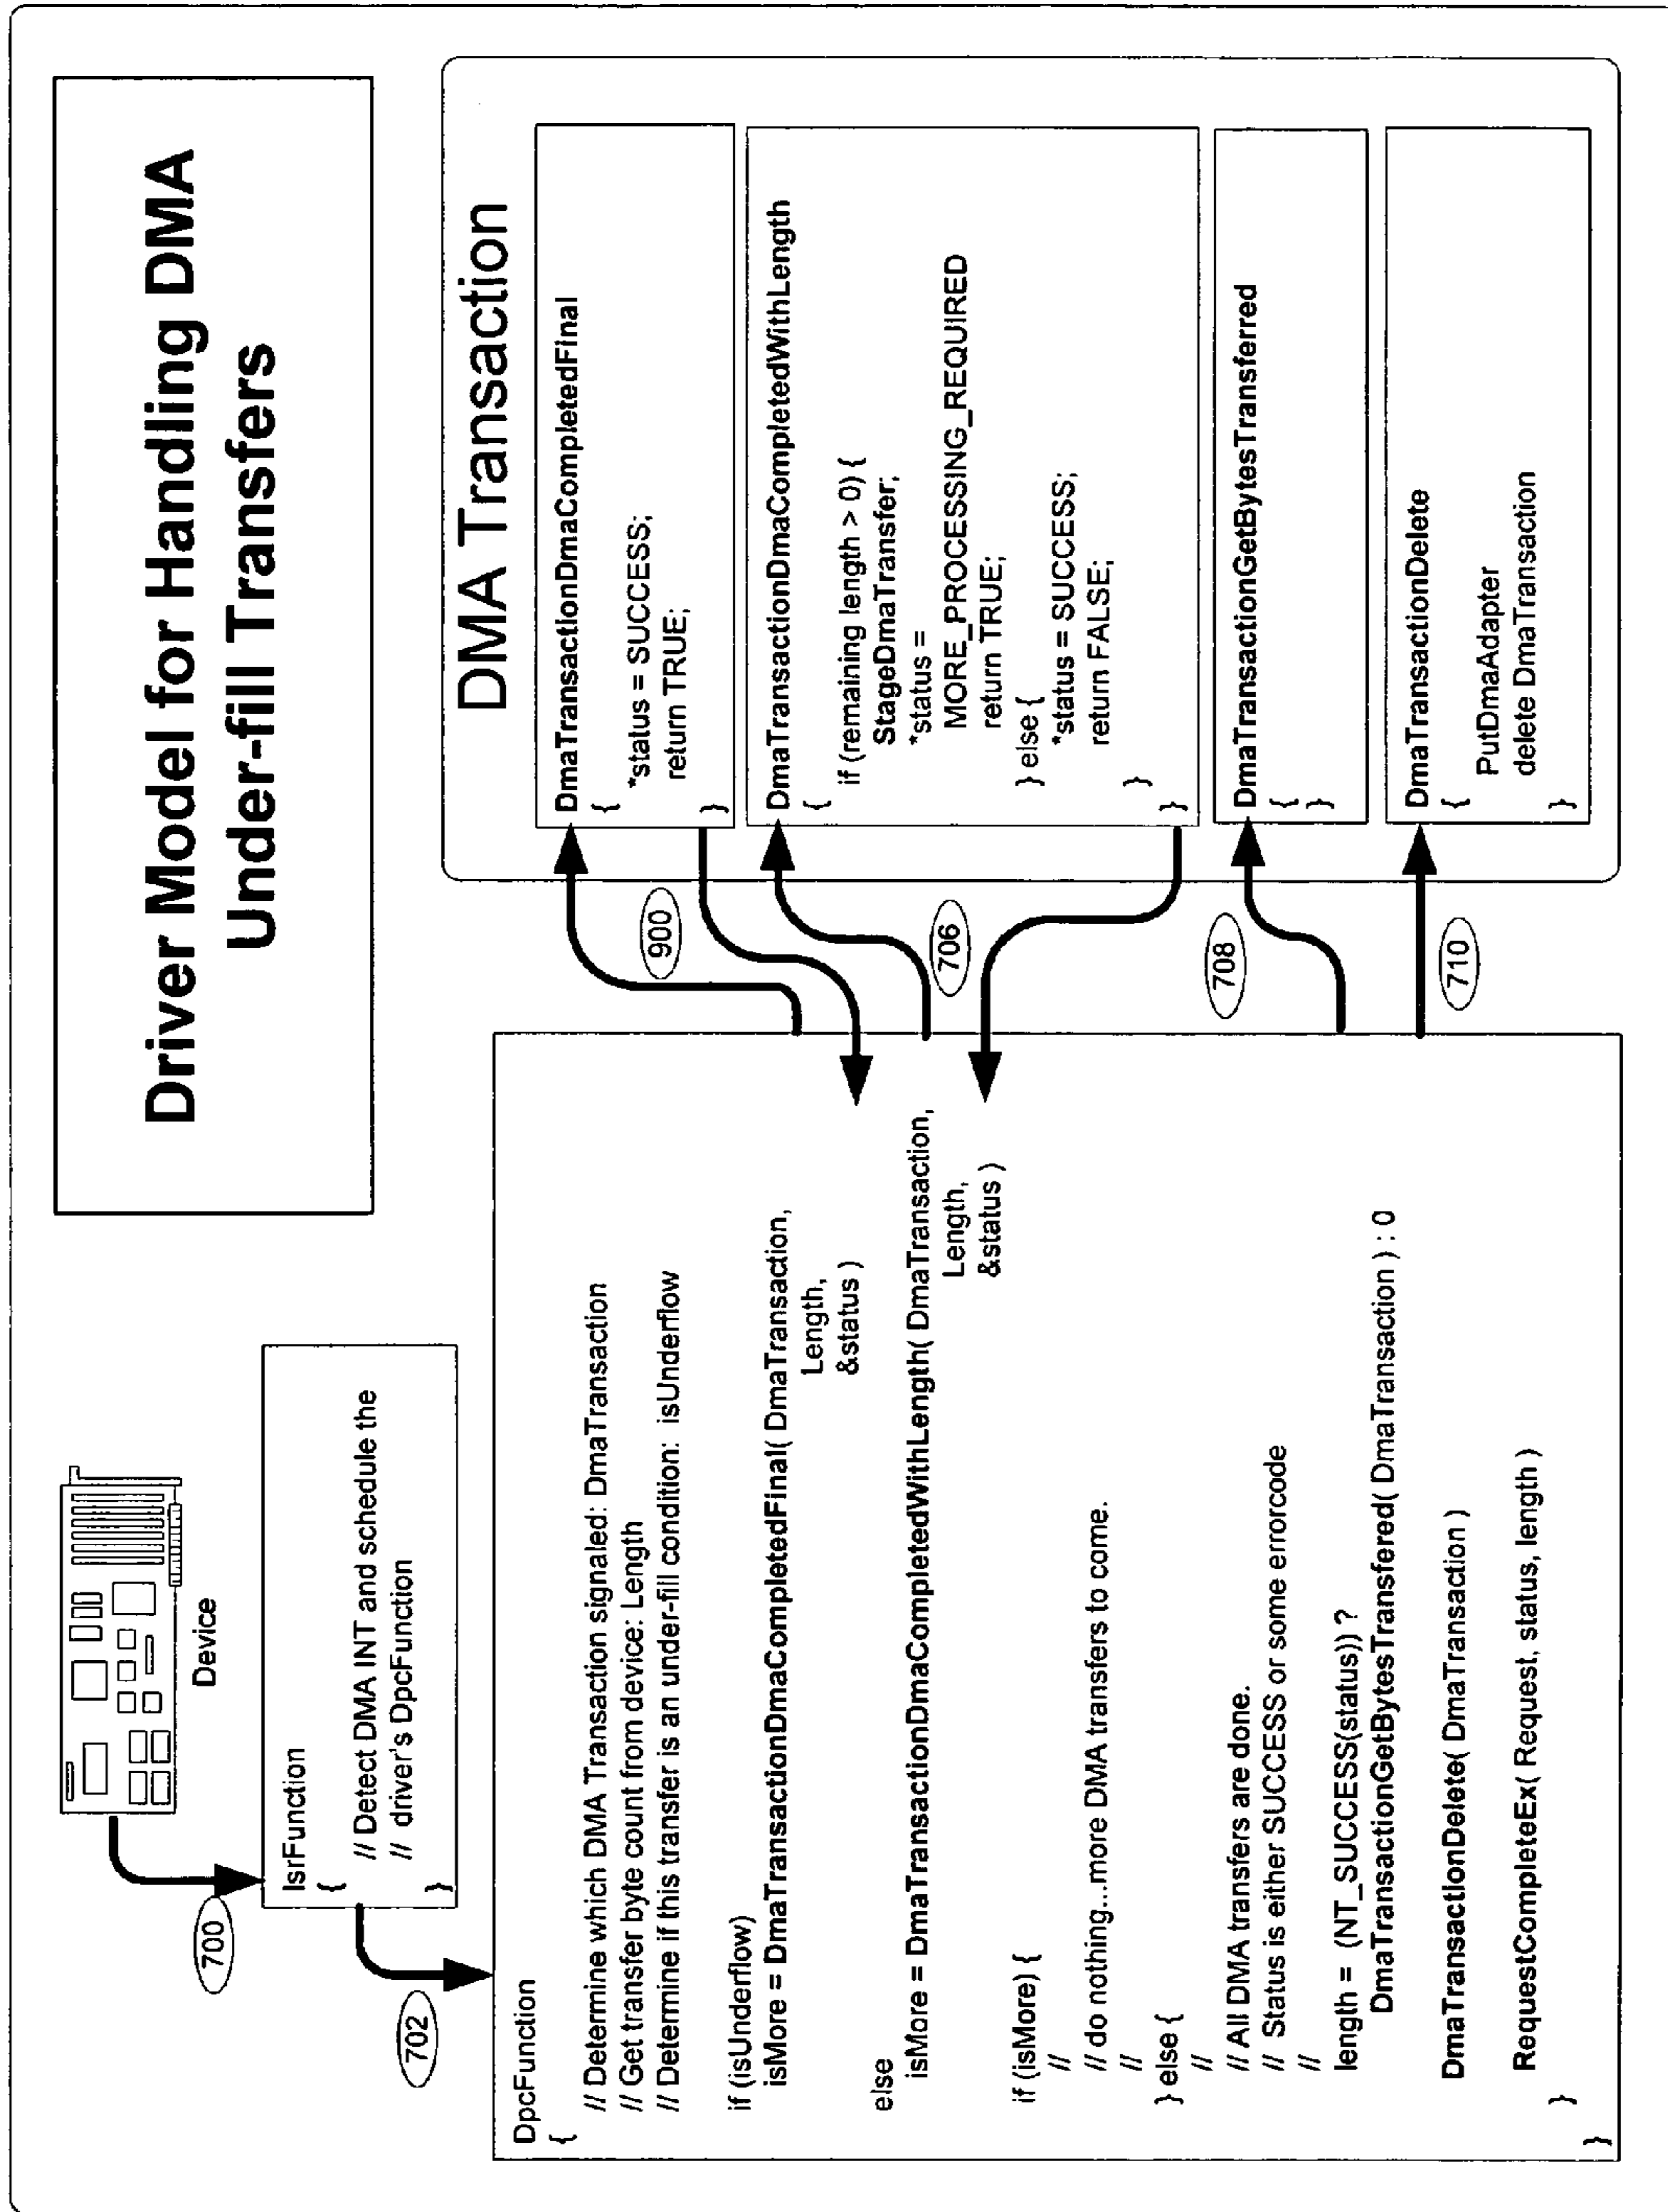 Driver Model for Handling DMA
Under-fill Transfers
Device
700
IsrFunction
{
// Detect DMA INT and schedule the
// driver's DpcFunction
}
702
DpcFunction
{
// Determine which DMA Transaction signaled: DmaTransaction
// Get transfer byte count from device: Length
// Determine if this transfer is an under-fill condition: isUnderflow
if (isUnderflow)
isMore = DmaTransactionDmaCompletedFinal( DmaTransaction,
Length,
&status )
else
isMore = DmaTransactionDmaCompletedWithLength( DmaTransaction,
Length,
&status )
if (isMore) {
//
// do nothing...more DMA transfers to come.
//
} else {
//
// All DMA transfers are done.
// Status is either SUCCESS or some errorcode
//
length = (NT_SUCCESS(status)) ?
DmaTransactionGetBytesTransfered( DmaTransaction ) : 0
DmaTransactionDelete( DmaTransaction )
RequestCompleteEx( Request, status, length )
}
}
900
706
708
710
DMA Transaction
DmaTransactionDmaCompletedFinal
{
*status = SUCCESS;
return TRUE;
}
DmaTransactionDmaCompletedWithLength
{
if (remaining length > 0) {
StageDmaTransfer;
*status =
MORE_PROCESSING_REQUIRED
return TRUE;
} else {
*status = SUCCESS;
return FALSE;
}
}
DmaTransactionGetBytesTransferred
{
}
DmaTransactionDelete
{
PutDmaAdapter
delete DmaTransaction
}